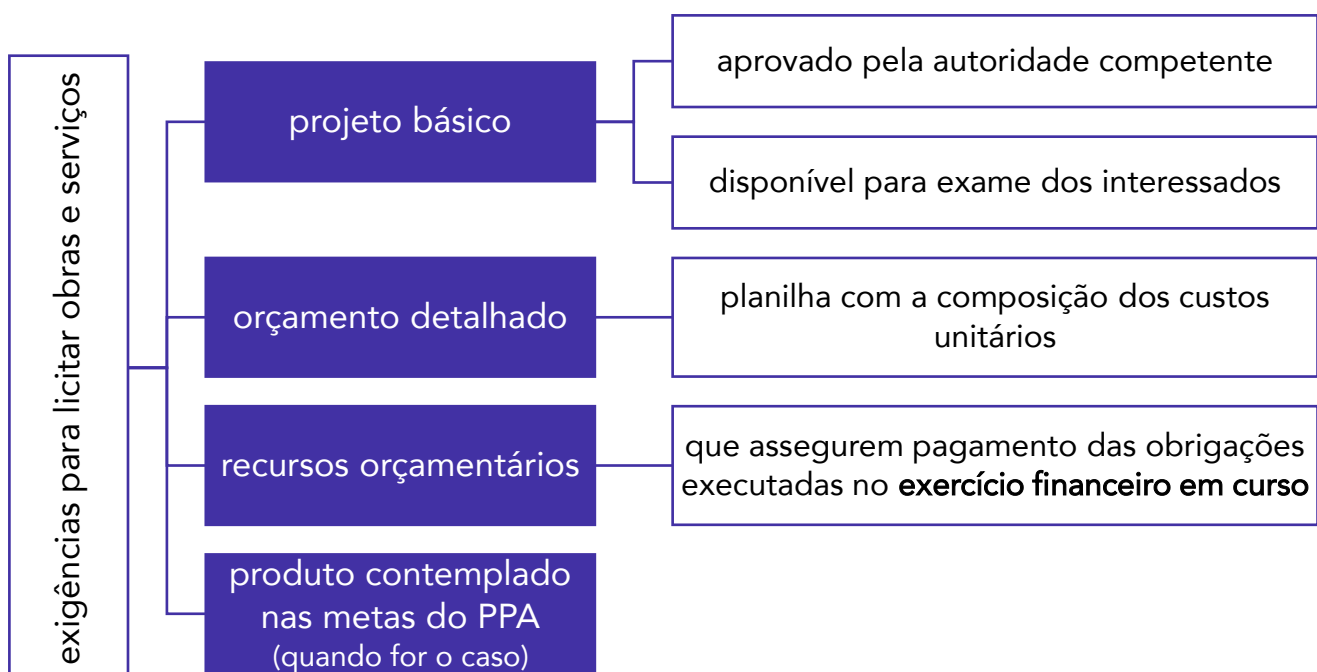 exigências para licitar obras e serviços
projeto básico
aprovado pela autoridade competente
disponível para exame dos interessados
orçamento detalhado
planilha com a composição dos custos
unitários
recursos orçamentários
que assegurem pagamento das obrigações
executadas no exercício financeiro em curso
produto contemplado
nas metas do PPA
(quando for o caso)